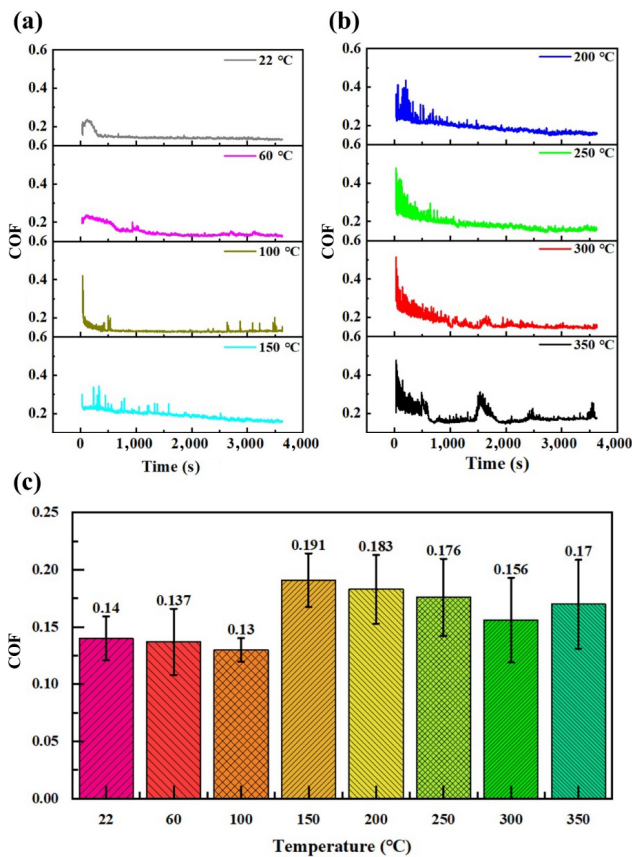 (a)
(b)
0.6
22 °C
0.4
0.2
0.6
60 °C
0.4
0.2
0.6
100 °C
0.4
0.2
0.6
150 °C
0.4
0.2
COF
0 1,000 2,000 3,000 4,000
Time (s)
0.6
200 °C
0.4
0.2
0.6
250 °C
0.4
0.2
0.6
300 °C
0.4
0.2
0.6
350 °C
0.4
0.2
COF
0 1,000 2,000 3,000 4,000
Time (s)
(c)
0.25
0.20
0.15
0.10
0.05
0.00
COF
0.14 0.137 0.13 0.191 0.183 0.176 0.156 0.17
22 60 100 150 200 250 300 350
Temperature (°C)